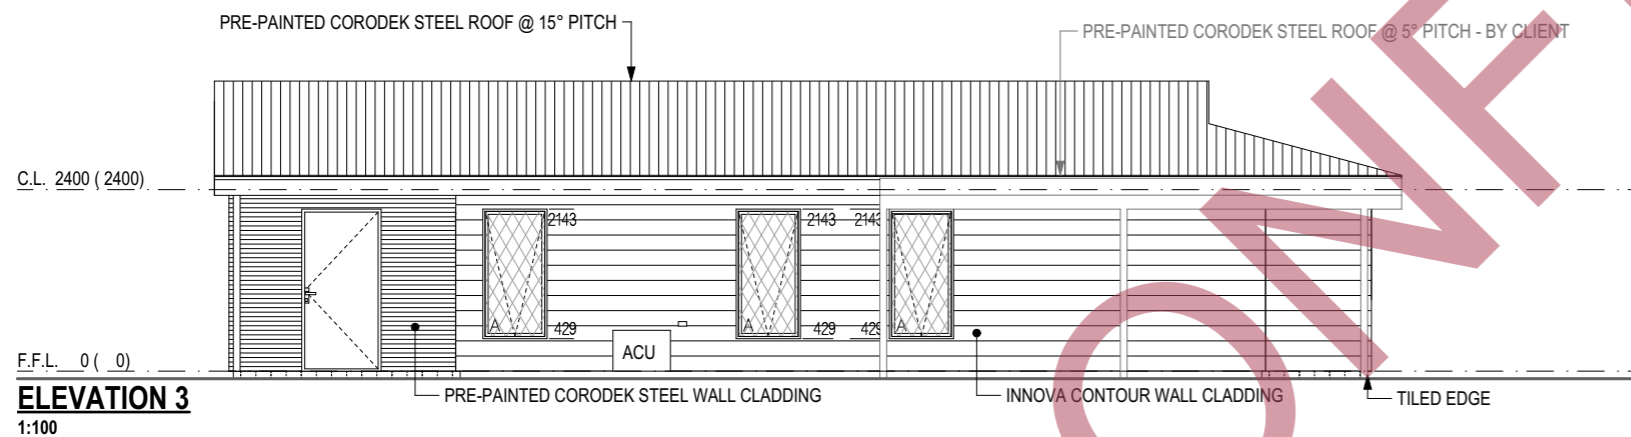 PRE-PAINTED CORODEK STEEL ROOF @ 15° PITCH
PRE-PAINTED CORODEK STEEL ROOF @ 5° PITCH - BY CLIENT
C.L. 2400 ( 2400)
2143
2143
2143
A
429
A
429
429
A
ACU
F.F.L. 0 ( 0)
ELEVATION 3
1:100
PRE-PAINTED CORODEK STEEL WALL CLADDING
INNOVA CONTOUR WALL CLADDING
TILED EDGE